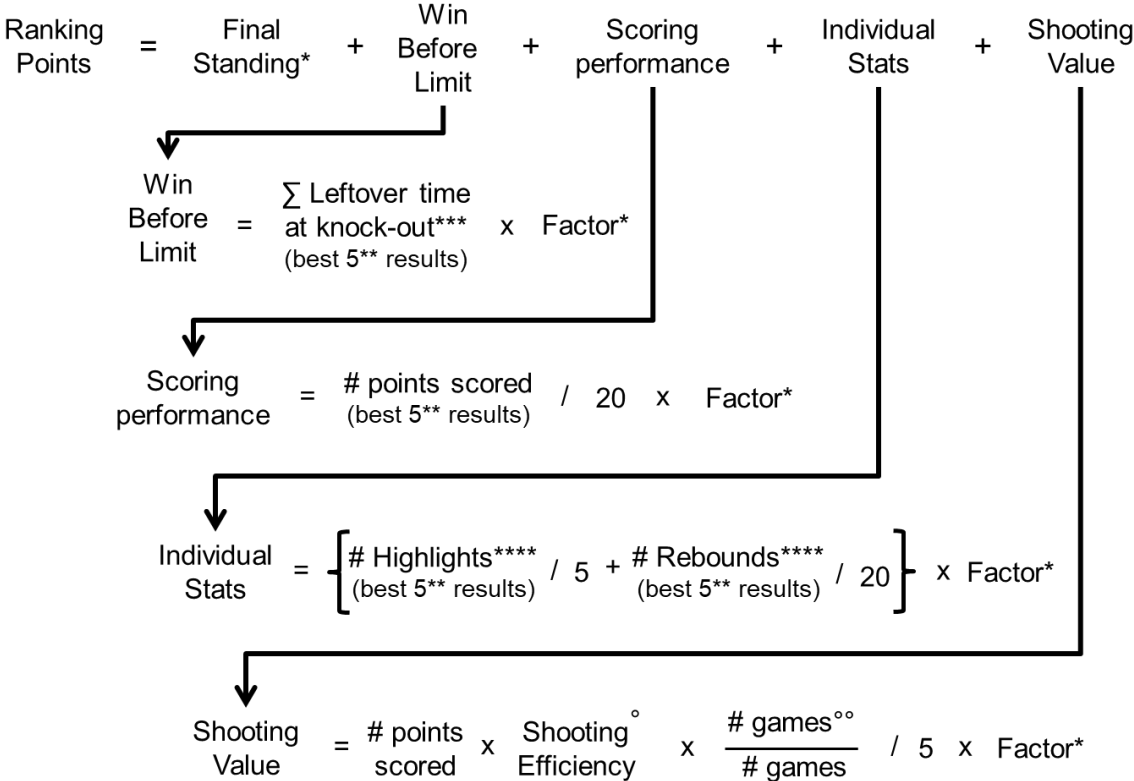 Ranking Points = Final Standing* + Win Before Limit + Scoring performance + Individual Stats + Shooting Value
Win Before Limit = ∑ Leftover time at knock-out*** (best 5** results) x Factor*
Scoring performance = # points scored (best 5** results) / 20 x Factor*
Individual Stats = { # Highlights**** (best 5** results) / 5 + # Rebounds**** (best 5** results) / 20 } x Factor*
Shooting Value = # points scored x Shooting° Efficiency x # games°° / # games / 5 x Factor*